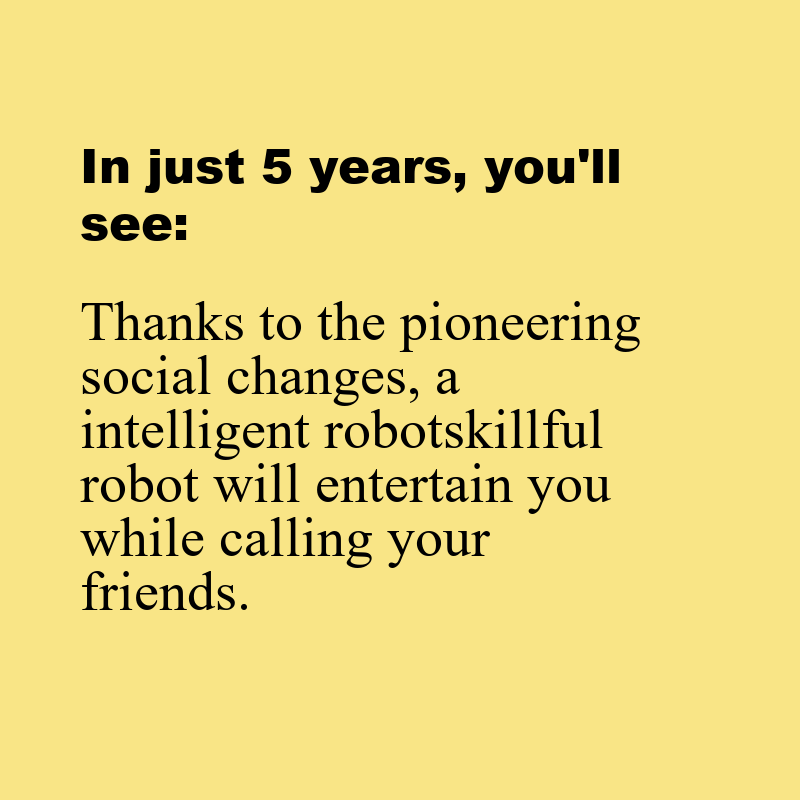 In just 5 years, you'll
see:
Thanks to the pioneering
social changes, a
intelligent robotskillful
robot will entertain you
while calling your
friends.